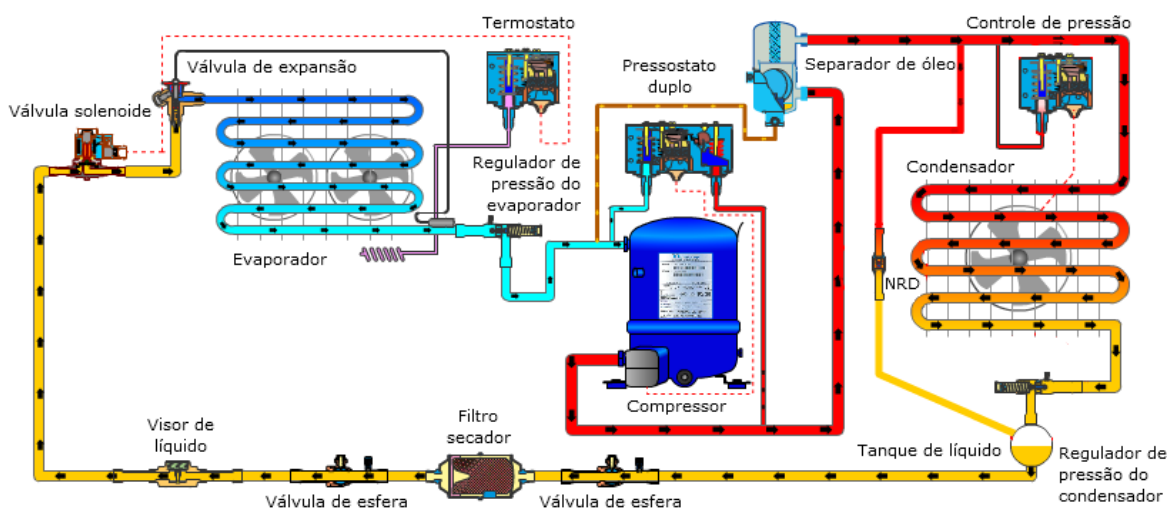 Termostato
Controle de pressão
Válvula de expansão
Pressostato
duplo
Separador de óleo
Válvula solenoide
Regulador de
pressão do
evaporador
Condensador
Evaporador
NRD
Compressor
Filtro
secador
Visor de
líquido
Tanque de líquido
Regulador de
pressão do
condensador
Válvula de esfera
Válvula de esfera